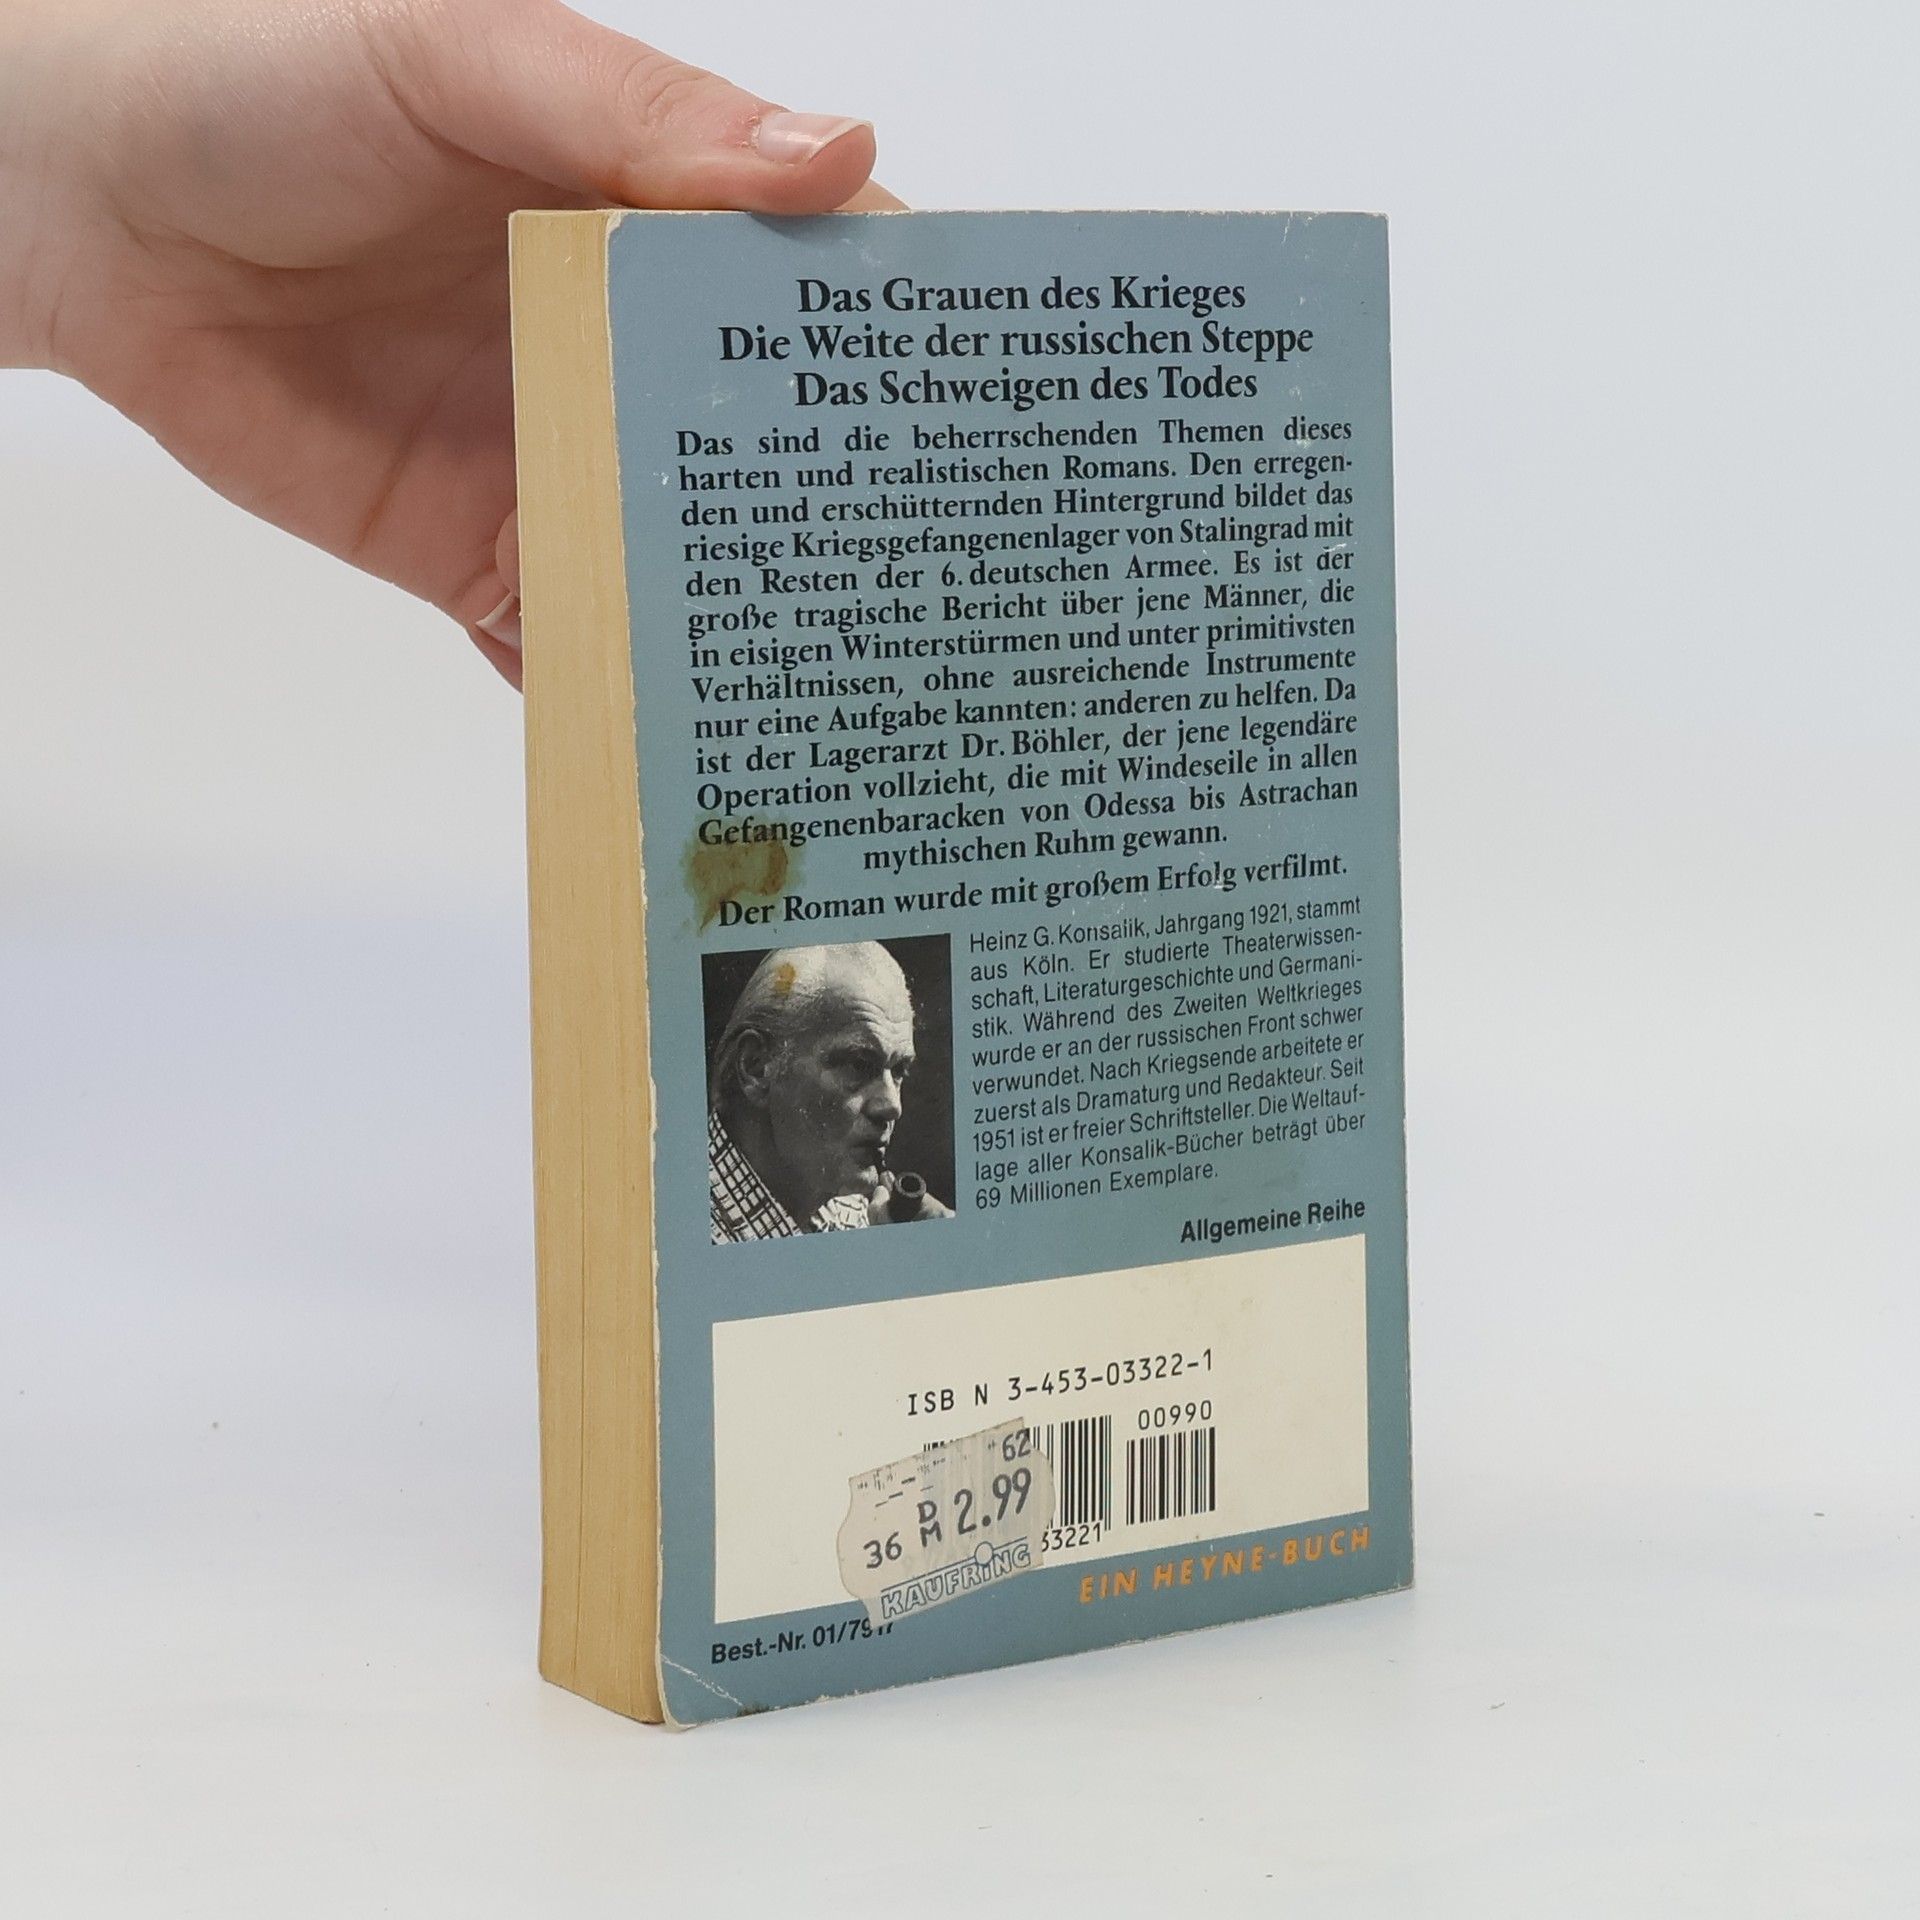 Das Grauen des Krieges
Die Weite der russischen Steppe
Das Schweigen des Todes
Das sind die beherrschenden Themen dieses
harten und realistischen Romans. Den erregen-
den und erschütternden Hintergrund bildet das
riesige Kriegsgefangenenlager von Stalingrad mit
den Resten der 6. deutschen Armee. Es ist der
große tragische Bericht über jene Männer, die
in eisigen Winterstürmen und unter primitivsten
Verhältnissen, ohne ausreichende Instrumente
nur eine Aufgabe kannten: anderen zu helfen. Da
ist der Lagerarzt Dr. Böhler, der jene legendäre
Operation vollzieht, die mit Windeseile in allen
Gefangenenbaracken von Odessa bis Astrachan
mythischen Ruhm gewann.
Der Roman wurde mit großem Erfolg verfilmt.
Heinz G. Konsalik, Jahrgang 1921, stammt
aus Köln. Er studierte Theaterwissen-
schaft, Literaturgeschichte und Germani-
stik. Während des Zweiten Weltkrieges
wurde er an der russischen Front schwer
verwundet. Nach Kriegsende arbeitete er
zuerst als Dramaturg und Redakteur. Seit
1951 ist er freier Schriftsteller. Die Weltauf-
lage aller Konsalik-Bücher beträgt über
69 Millionen Exemplare.
Allgemeine Reihe
ISBN 3-453-03322-1
00990
62
36 DM 2.99
KAUFRING
33221
EIN HEYNE-BUCH
Best.-Nr. 01/7917